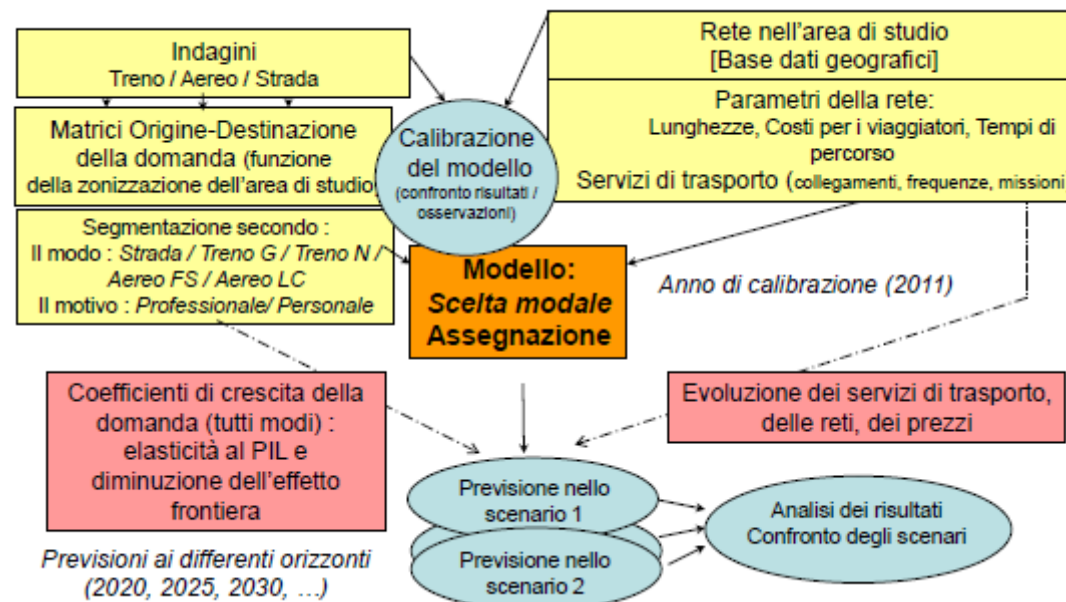 Indagini
Treno / Aereo / Strada
Matrici Origine-Destinazione
della domanda (funzione
della zonizzazione dell'area di studio
Segmentazione secondo :
Il modo : Strada / Treno G / Treno N /
Aereo FS / Aereo LC
Il motivo : Professionale/ Personale
Calibrazione
del modello
(confronto risultati /
osservazioni)
Rete nell'area di studio
[Base dati geografici]
Parametri della rete:
Lunghezze, Costi per i viaggiatori, Tempi di
percorso
Servizi di trasporto (collegamenti, frequenze, missioni
Modello:
Scelta modale
Assegnazione
Anno di calibrazione (2011)
Coefficienti di crescita della
domanda (tutti modi) :
elasticità al PIL e
diminuzione dell'effetto
frontiera
Evoluzione dei servizi di trasporto,
delle reti, dei prezzi
Previsione nello
scenario 1
Previsione nello
scenario 2
Analisi dei risultati
Confronto degli scenari
Previsioni ai differenti orizzonti
(2020, 2025, 2030, …)